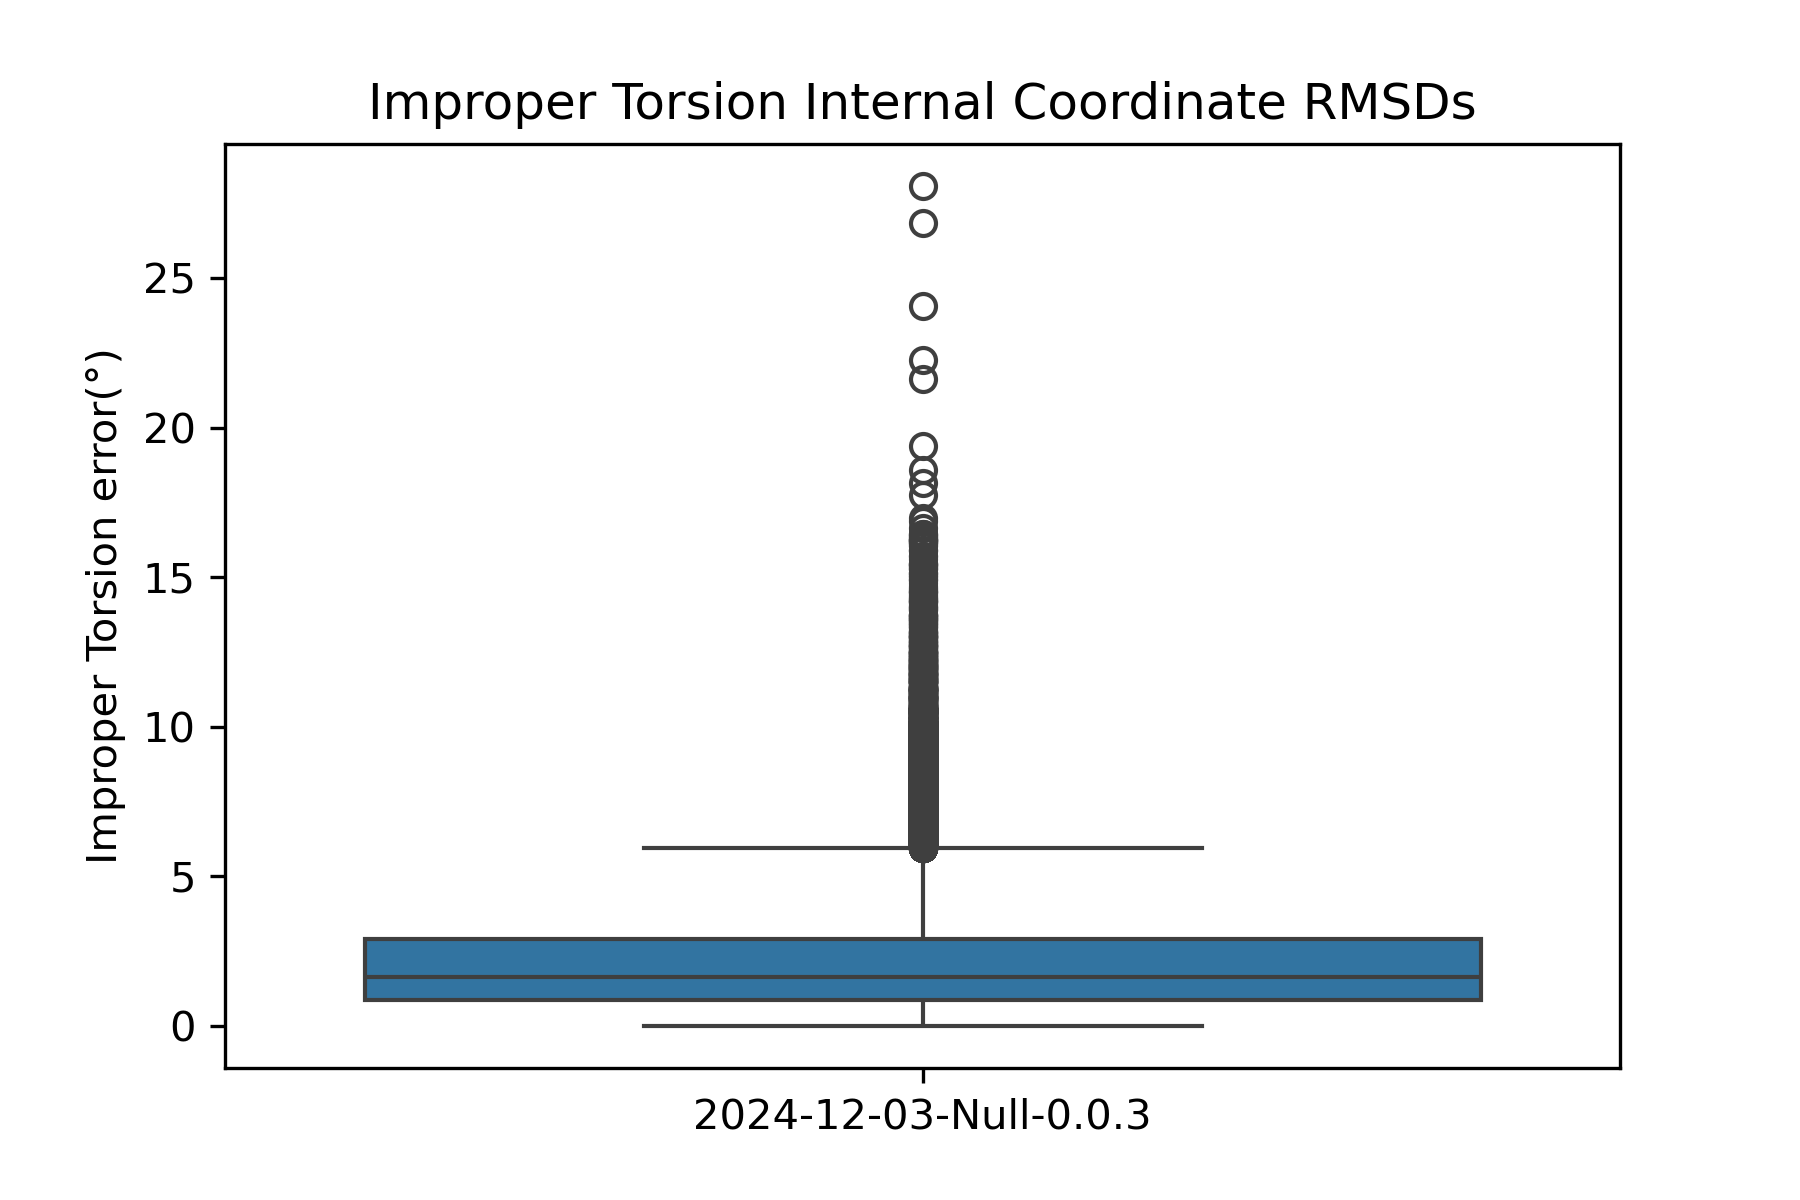 Improper Torsion Internal Coordinate RMSDs
Improper Torsion error(°)
25
20
15
10
5
0
2024-12-03-Null-0.0.3